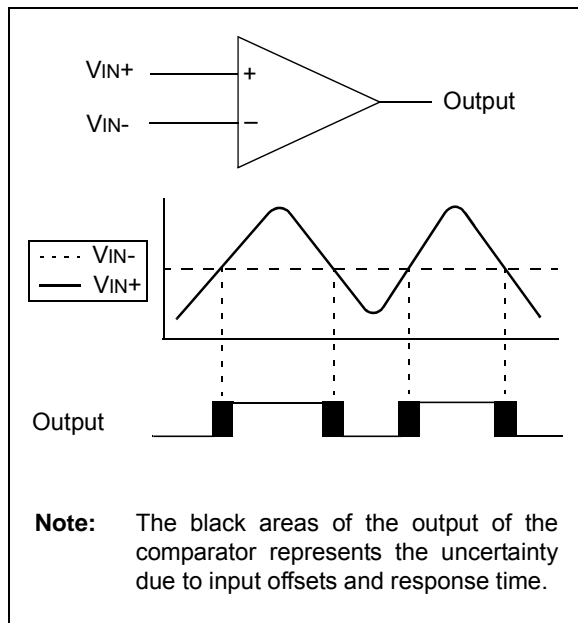 VIN+
+
Output
VIN-
–
VIN-
VIN+
Output
Note: The black areas of the output of the
comparator represents the uncertainty
due to input offsets and response time.